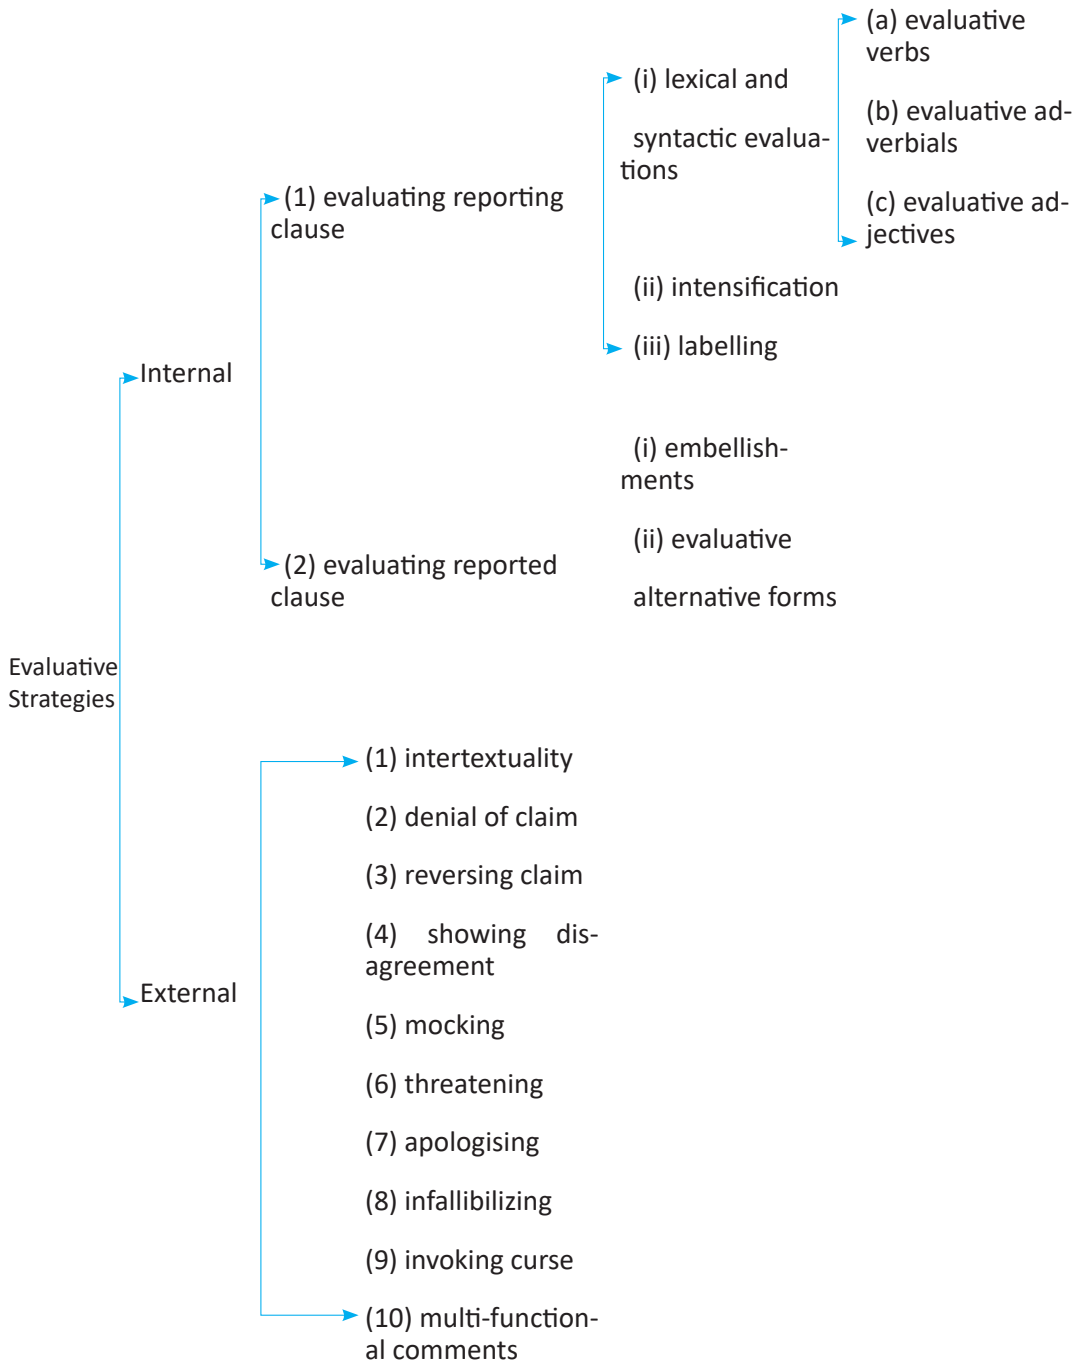 Evaluative
Strategies
Internal
(1) evaluating reporting
clause
(i) lexical and
syntactic evalua-
tions
(a) evaluative
verbs
(b) evaluative ad-
verbials
(c) evaluative ad-
jectives
(ii) intensification
(iii) labelling
(2) evaluating reported
clause
(i) embellish-
ments
(ii) evaluative
alternative forms
External
(1) intertextuality
(2) denial of claim
(3) reversing claim
(4) showing dis-
agreement
(5) mocking
(6) threatening
(7) apologising
(8) infallibilizing
(9) invoking curse
(10) multi-function-
al comments